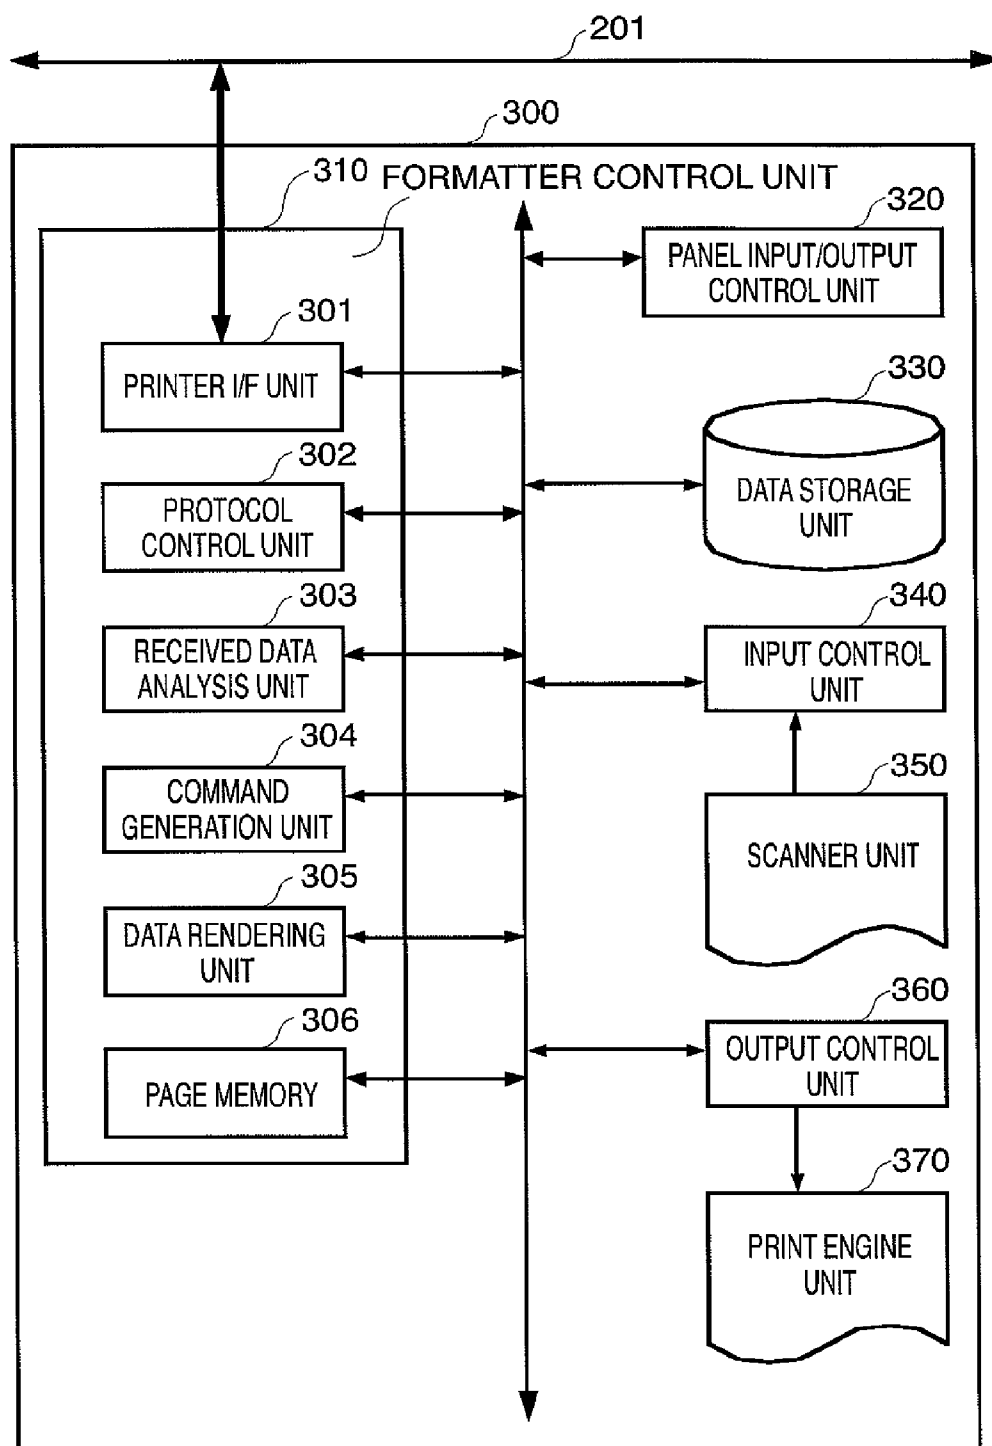 201
300
310
FORMATTER CONTROL UNIT
320
PANEL INPUT/OUTPUT
CONTROL UNIT
301
PRINTER I/F UNIT
330
DATA STORAGE
UNIT
302
PROTOCOL
CONTROL UNIT
303
RECEIVED DATA
ANALYSIS UNIT
340
INPUT CONTROL
UNIT
304
COMMAND
GENERATION UNIT
350
SCANNER UNIT
305
DATA RENDERING
UNIT
360
OUTPUT CONTROL
UNIT
306
PAGE MEMORY
370
PRINT ENGINE
UNIT